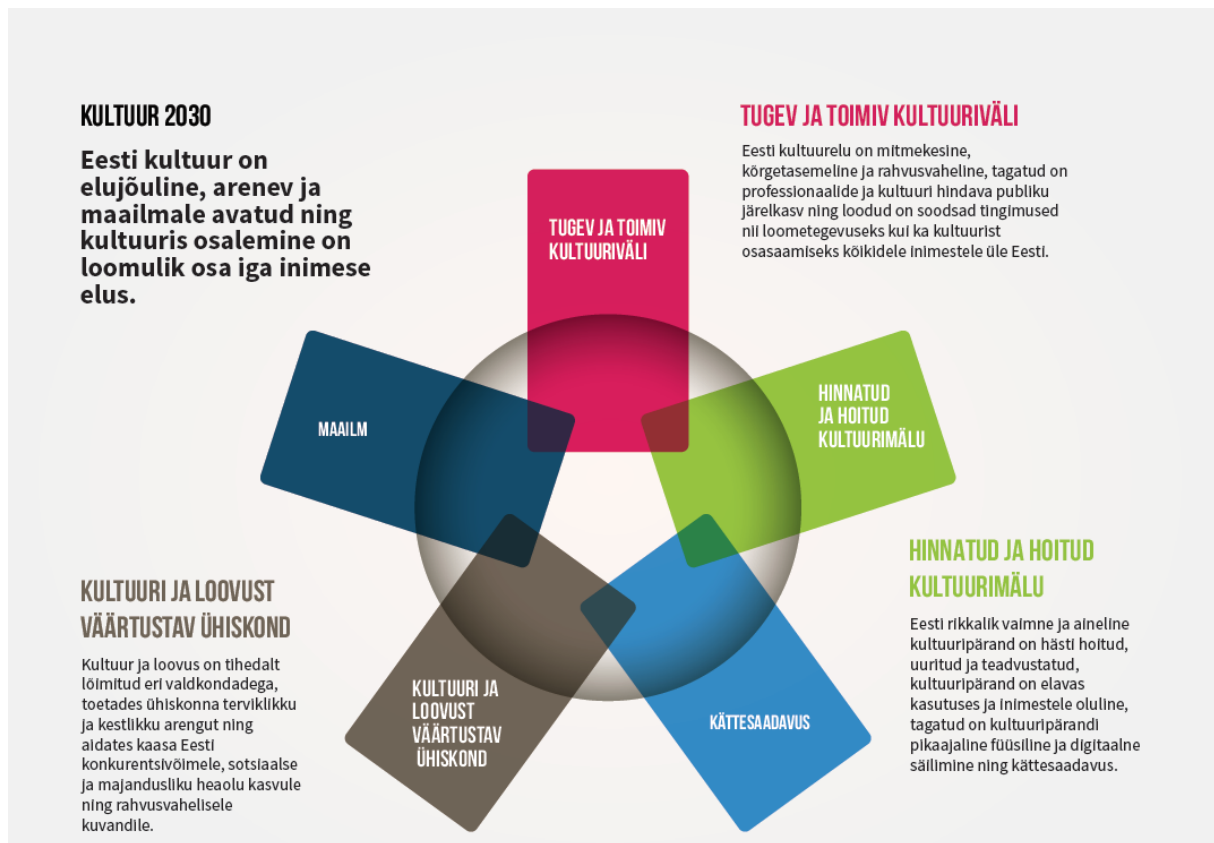 KULTUUR 2030
Eesti kultuur on
elujõuline, arenev ja
maailmale avatud ning
kultuuris osalemine on
loomulik osa iga inimese
elus.
TUGEV JA TOIMIV KULTUURIVÄLI
Eesti kultuurelu on mitmekesine,
kõrgetasemeline ja rahvusvaheline, tagatud on
professionaalide ja kultuuri hindava publiku
järelkasv ning loodud on soodsad tingimused
nii loometegevuseks kui ka kultuurist
osasaamiseks kõikidele inimestele üle Eesti.
TUGEV JA TOIMIV
KULTUURIVÄLI
MAAILM
HINNATUD
JA HOITUD
KULTUURIMÄLU
KULTUURI JA
LOOVUST
VÄÄRTUSTAV
ÜHISKOND
KÄTTESAADAVUS
KULTUURI JA LOOVUST
VÄÄRTUSTAV ÜHISKOND
Kultuur ja loovus on tihedalt
lõimitud eri valdkondadega,
toetades ühiskonna terviklikku
ja kestlikku arengut ning
aidates kaasa Eesti
konkurentsivõimele, sotsiaalse
ja majandusliku heaolu kasvule
ning rahvusvahelisele
kuvandile.
HINNATUD JA HOITUD
KULTUURIMÄLU
Eesti rikkalik vaimne ja aineline
kultuuripärand on hästi hoitud,
uuritud ja teadvustatud,
kultuuripärand on elavas
kasutuses ja inimestele oluline,
tagatud on kultuuripärandi
pikaajaline füüsiline ja digitaalne
säilimine ning kättesaadavus.